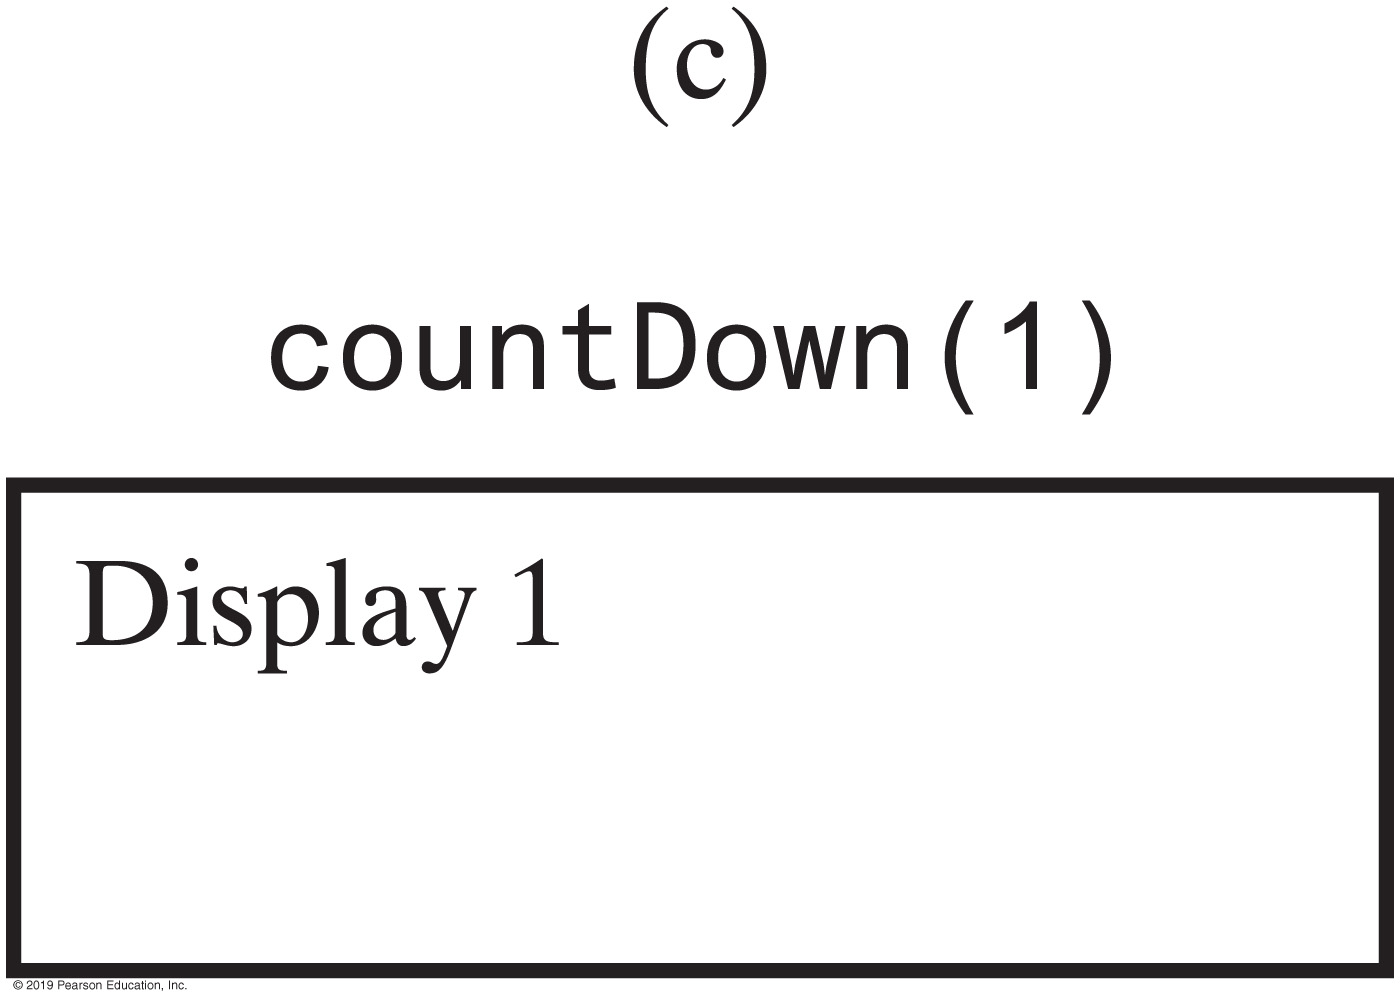 (c)
countDown(1)
Display 1
© 2019 Pearson Education, Inc.